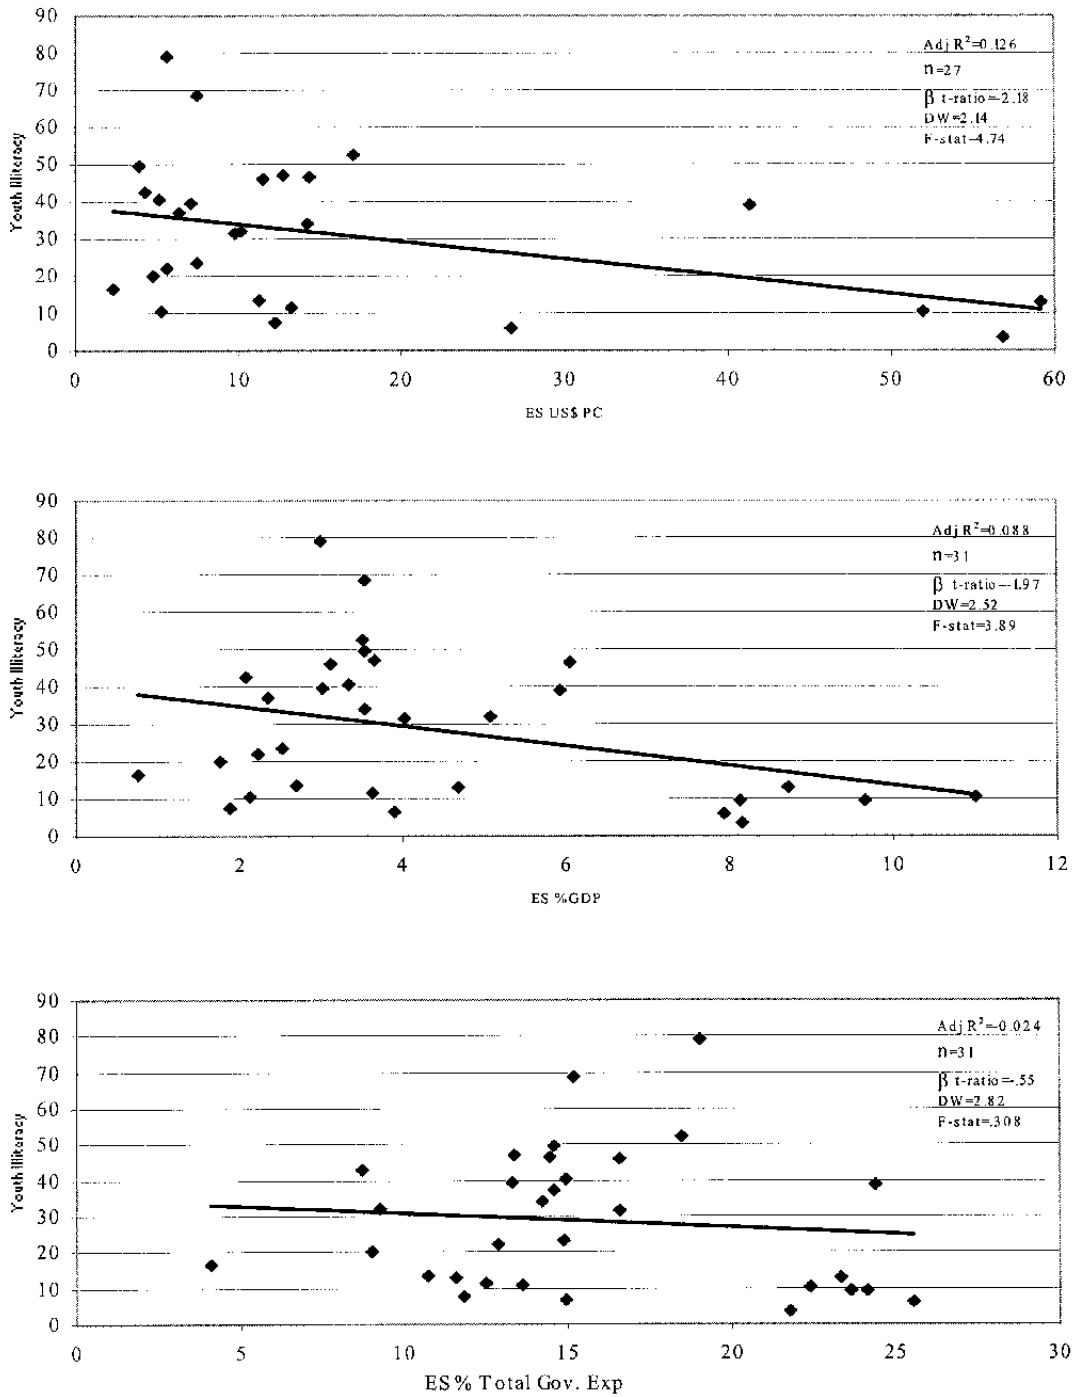 90
80
70
60
50
40
30
20
10
0
Youth Illiteracy
Adj R²=0.126
n=27
β t-ratio=-2.18
DW=2.14
F-stat=4.74
0 10 20 30 40 50 60
ES US$ PC
90
80
70
60
50
40
30
20
10
0
Youth Illiteracy
Adj R²=0.088
n=31
β t-ratio=-1.97
DW=2.52
F-stat=3.89
0 2 4 6 8 10 12
ES %GDP
90
80
70
60
50
40
30
20
10
0
Youth Illiteracy
Adj R²=-0.024
n=31
β t-ratio=-.55
DW=2.82
F-stat=.308
0 5 10 15 20 25 30
ES% Total Gov. Exp